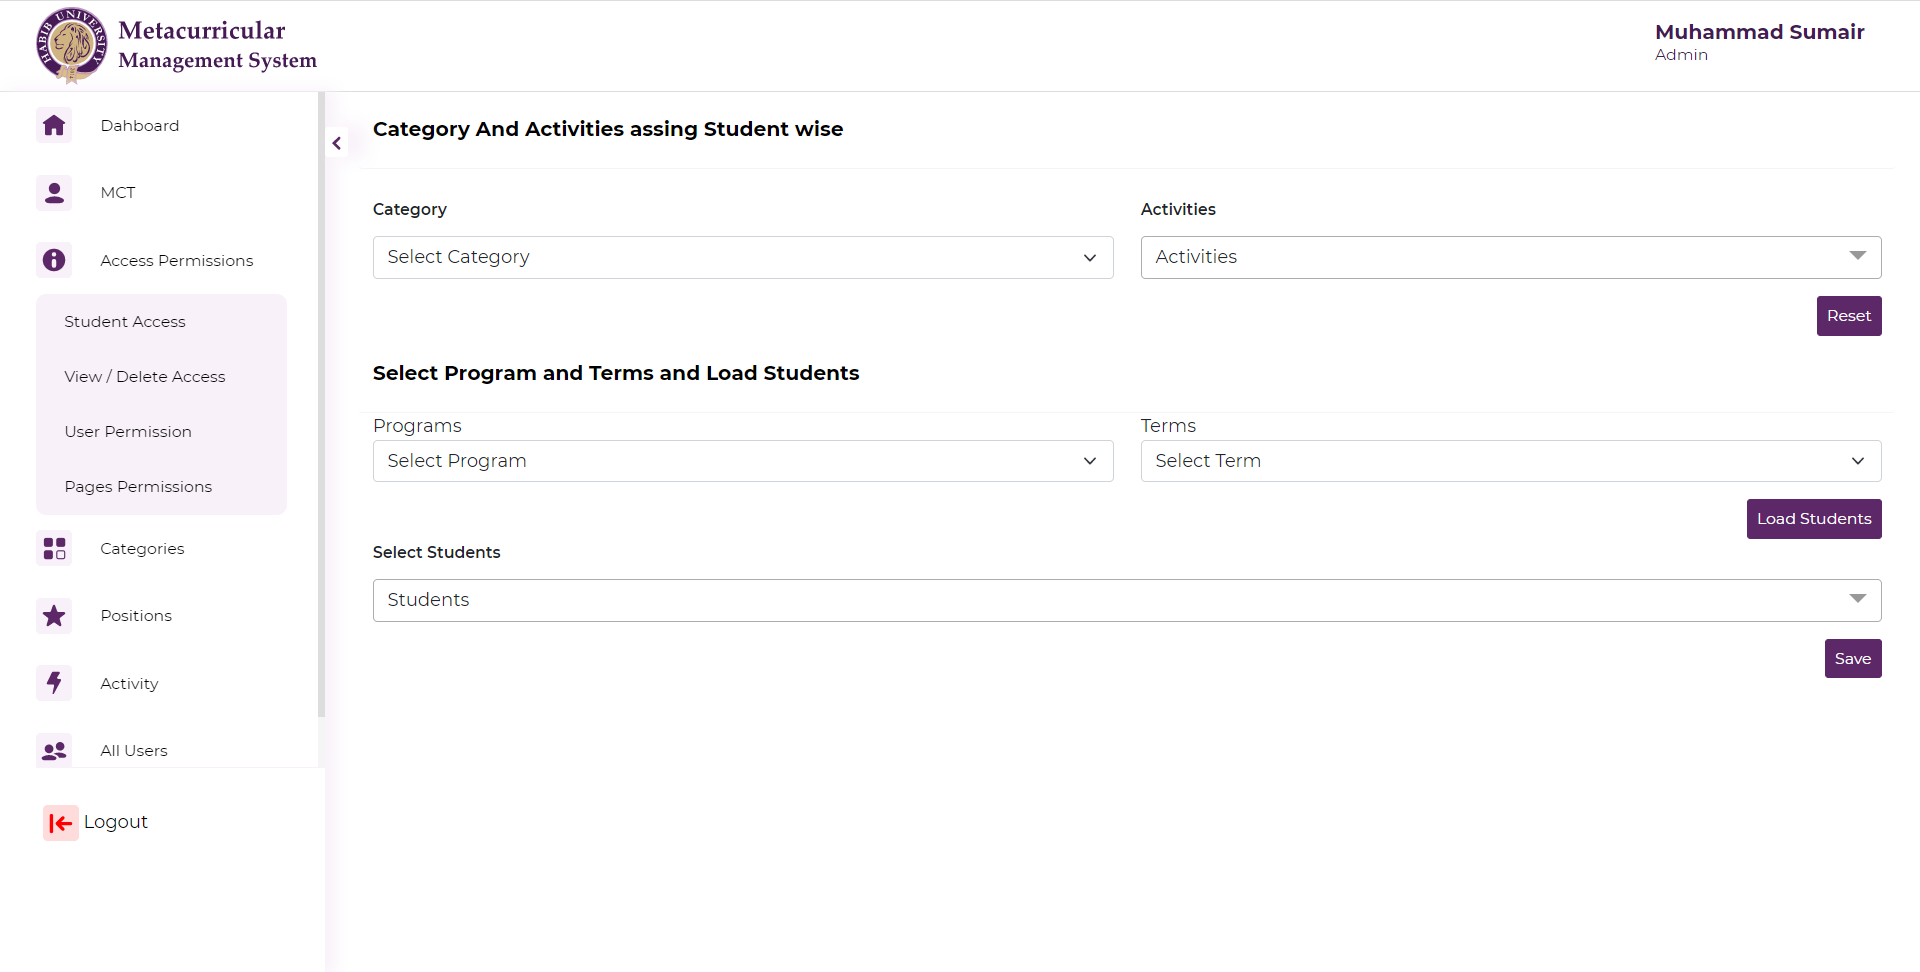 HABIB UNIVERSITY
Metacurricular
Management System
Muhammad Sumair
Admin
Dahboard
MCT
Access Permissions
Student Access
View / Delete Access
User Permission
Pages Permissions
Categories
Positions
Activity
All Users
Logout
Category And Activities assing Student wise
Category
Activities
Select Category
Activities
Reset
Select Program and Terms and Load Students
Programs
Terms
Select Program
Select Term
Load Students
Select Students
Students
Save